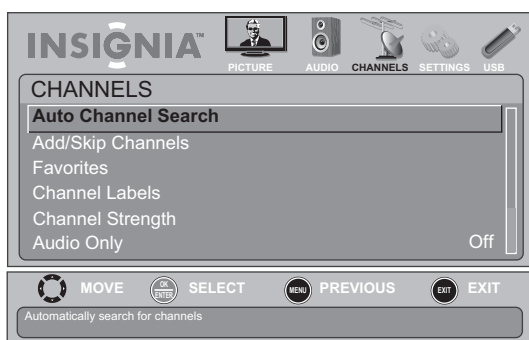 INSIGNIA™
PICTURE AUDIO CHANNELS SETTINGS USB
CHANNELS
Auto Channel Search
Add/Skip Channels
Favorites
Channel Labels
Channel Strength
Audio Only Off
MOVE OK ENTER SELECT MENU PREVIOUS EXIT EXIT
Automatically search for channels